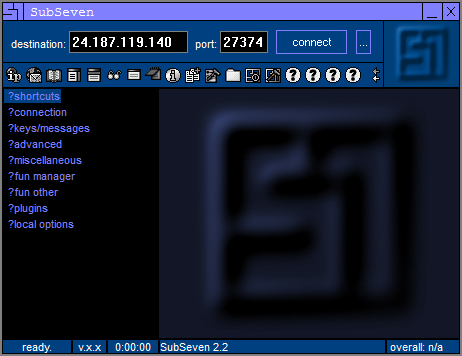 SubSeven
destination: 24.187.119.140 port: 27374 connect ...
ip
?shortcuts
?connection
?keys/messages
?advanced
?miscellaneous
?fun manager
?fun other
?plugins
?local options
ready. v.x.x 0:00:00 SubSeven 2.2 overall: n/a